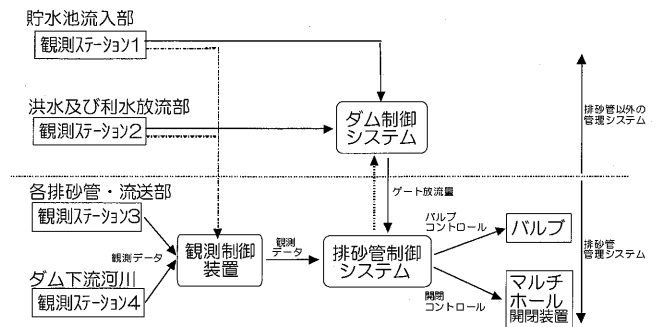 貯水池流入部
観測ステーション1
洪水及び利水放流部
観測ステーション2
ダム制御
システム
排砂管以外の
管理システム
各排砂管・流送部
観測ステーション3
観測データ
ダム下流河川
観測ステーション4
観測制御
装置
観測
データ
ゲート放流量
排砂管制御
システム
バルブ
コントロール
バルブ
開閉
コントロール
マルチ
ホール
開閉装置
排砂管
管理システム